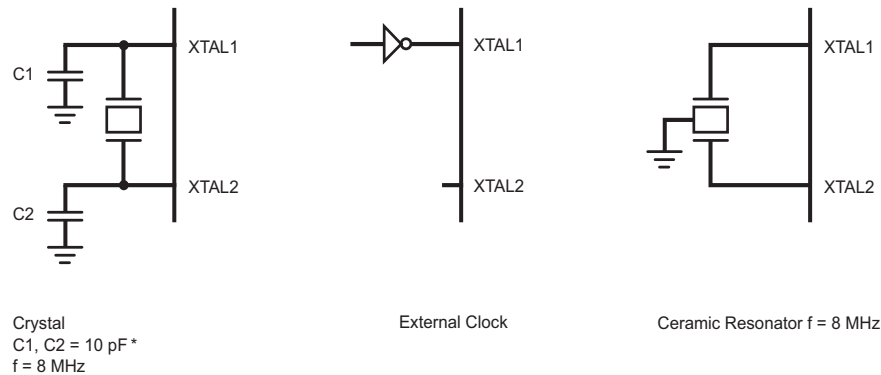 XTAL1
C1
XTAL2
C2
Crystal
C1, C2 = 10 pF *
f = 8 MHz
XTAL1
XTAL2
External Clock
XTAL1
XTAL2
Ceramic Resonator f = 8 MHz